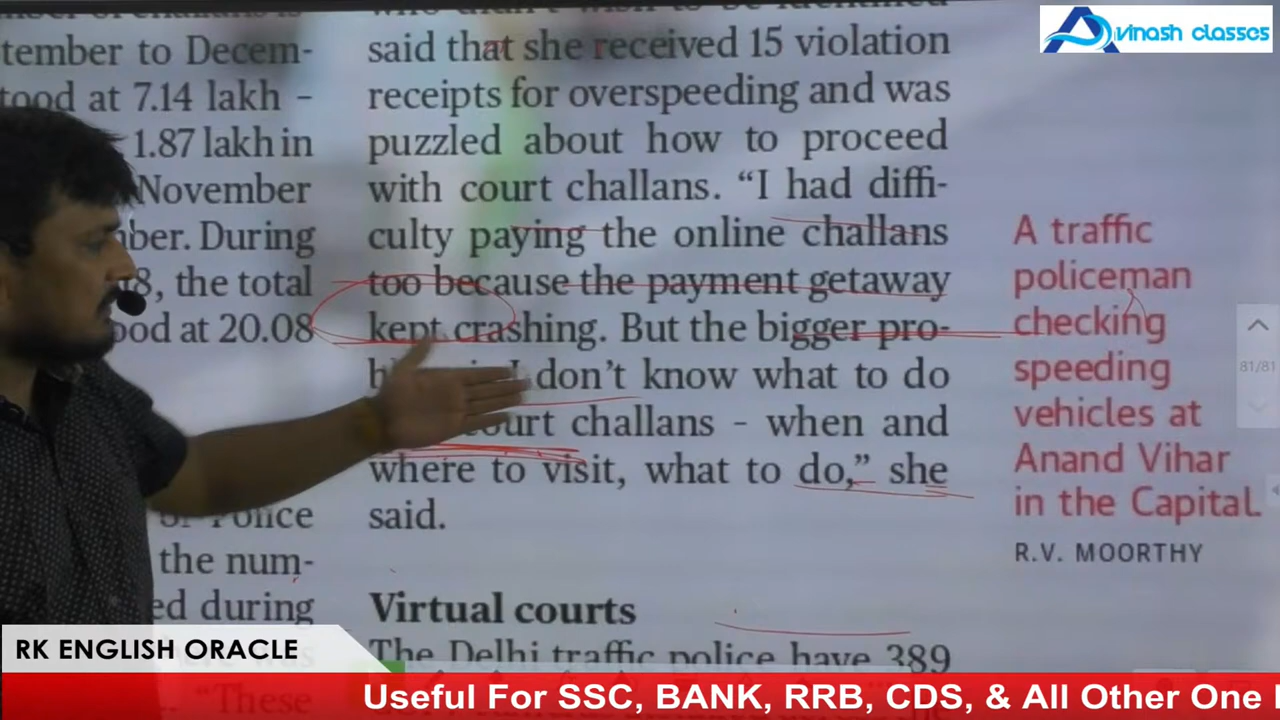 tember to Decem-
tood at 7.14 lakh –
1.87 lakh in
November
ber. During
18, the total
ood at 20.08
of Police
the num-
ed during
"These
said that she received 15 violation
receipts for overspeeding and was
puzzled about how to proceed
with court challans. “I had diffi-
culty paying the online challans
too because the payment getaway
kept crashing. But the bigger pro-
I don’t know what to do
court challans – when and
where to visit, what to do,” she
said.
Virtual courts
The Delhi traffic police have 389
A traffic
policeman
checking
speeding
vehicles at
Anand Vihar
in the Capital.
R.V. MOORTHY
Avinash classes
81/81
RK ENGLISH ORACLE
Useful For SSC, BANK, RRB, CDS, & All Other One